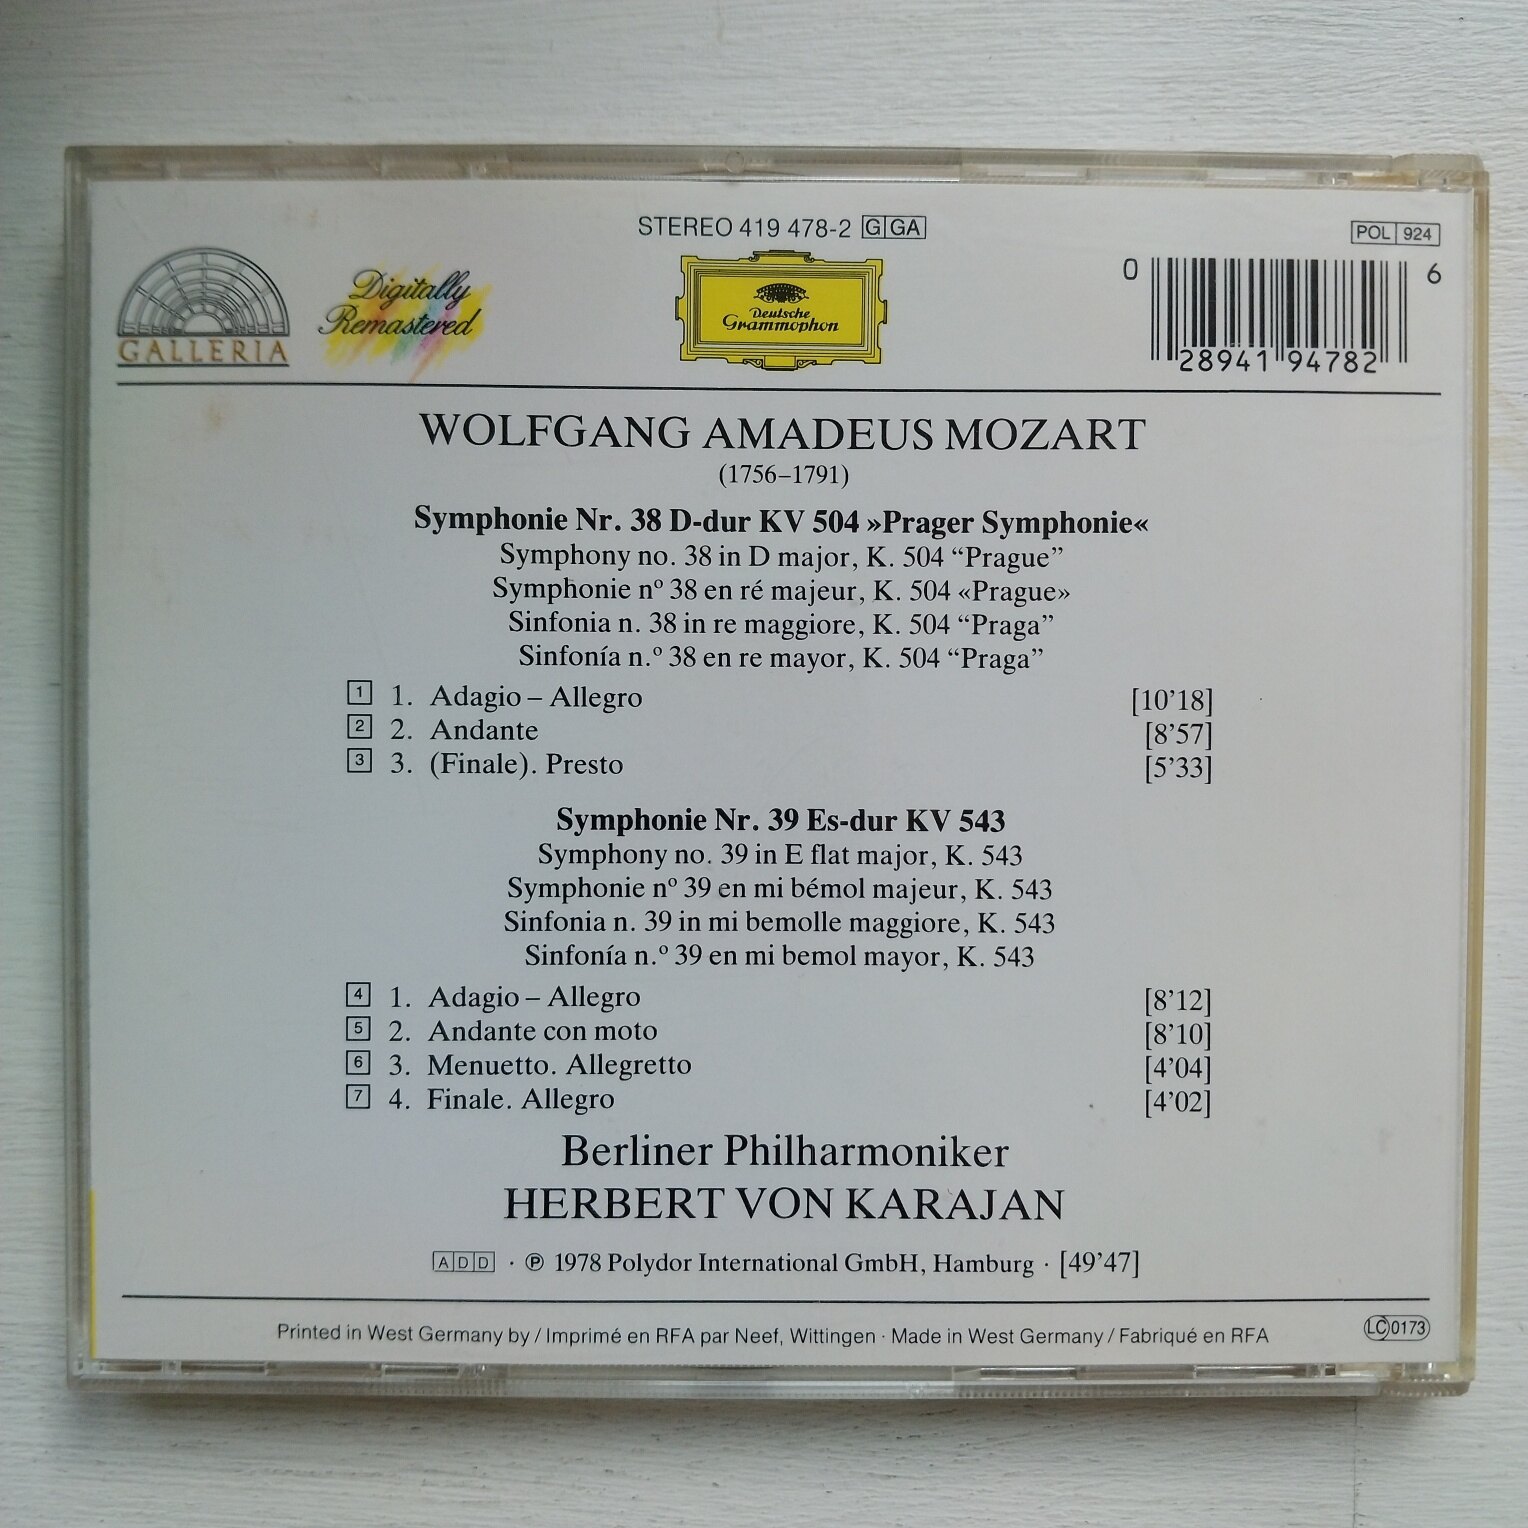 STEREO 419 478-2 G GA
POL 924
GALLERIA
Digitally
Remastered
Deutsche
Grammophon
0 28941 94782 6
WOLFGANG AMADEUS MOZART
(1756–1791)
Symphonie Nr. 38 D-dur KV 504 »Prager Symphonie«
Symphony no. 38 in D major, K. 504 “Prague”
Symphonie nº 38 en ré majeur, K. 504 «Prague»
Sinfonia n. 38 in re maggiore, K. 504 “Praga”
Sinfonía n.º 38 en re mayor, K. 504 “Praga”
1 1. Adagio – Allegro [10’18]
2 2. Andante [8’57]
3 3. (Finale). Presto [5’33]
Symphonie Nr. 39 Es-dur KV 543
Symphony no. 39 in E flat major, K. 543
Symphonie nº 39 en mi bémol majeur, K. 543
Sinfonia n. 39 in mi bemolle maggiore, K. 543
Sinfonía n.º 39 en mi bemol mayor, K. 543
4 1. Adagio – Allegro [8’12]
5 2. Andante con moto [8’10]
6 3. Menuetto. Allegretto [4’04]
7 4. Finale. Allegro [4’02]
Berliner Philharmoniker
HERBERT VON KARAJAN
ADD · ℗ 1978 Polydor International GmbH, Hamburg · [49’47]
Printed in West Germany by / Imprimé en RFA par Neef, Wittingen · Made in West Germany / Fabriqué en RFA
LC 0173